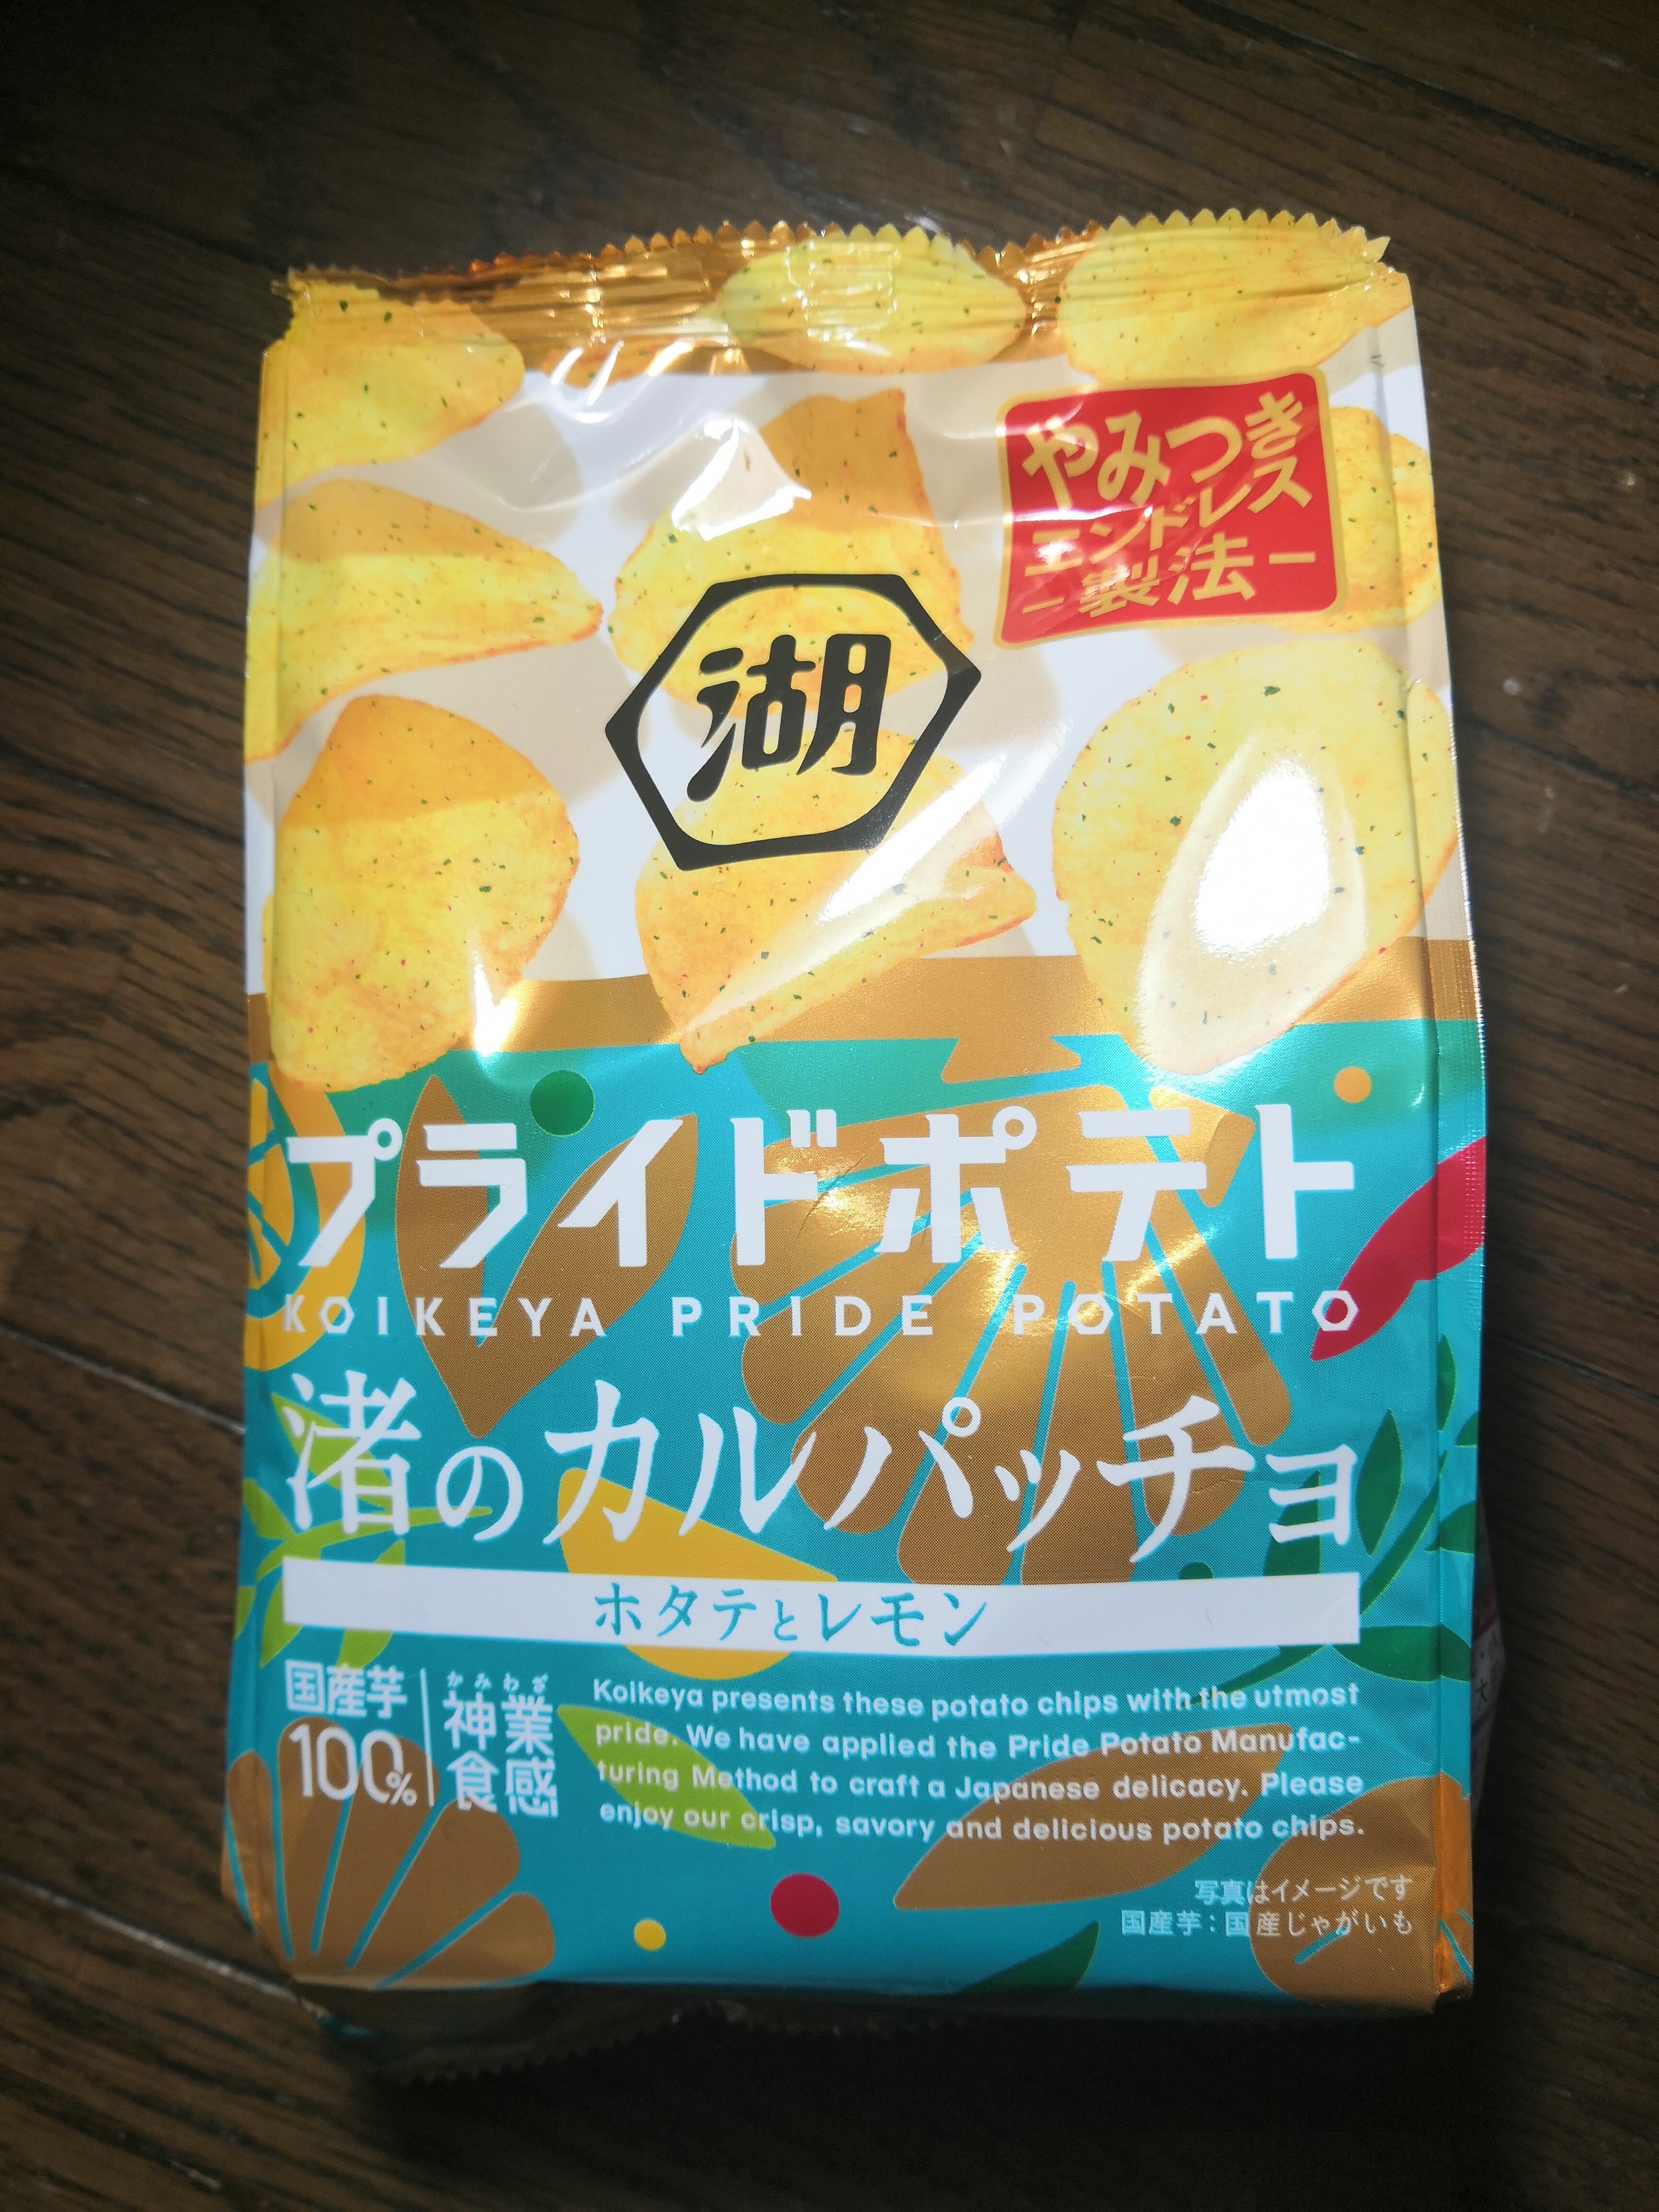 やみつき
エンドレス
製法
湖
プライドポテト
KOIKEYA PRIDE POTATO
渚のカルパッチョ
ホタテとレモン
国産芋
100%
かみわざ
神業
食感
Koikeya presents these potato chips with the utmost
pride. We have applied the Pride Potato Manufac-
turing Method to craft a Japanese delicacy. Please
enjoy our crisp, savory and delicious potato chips.
写真はイメージです
国産芋：国産じゃがいも